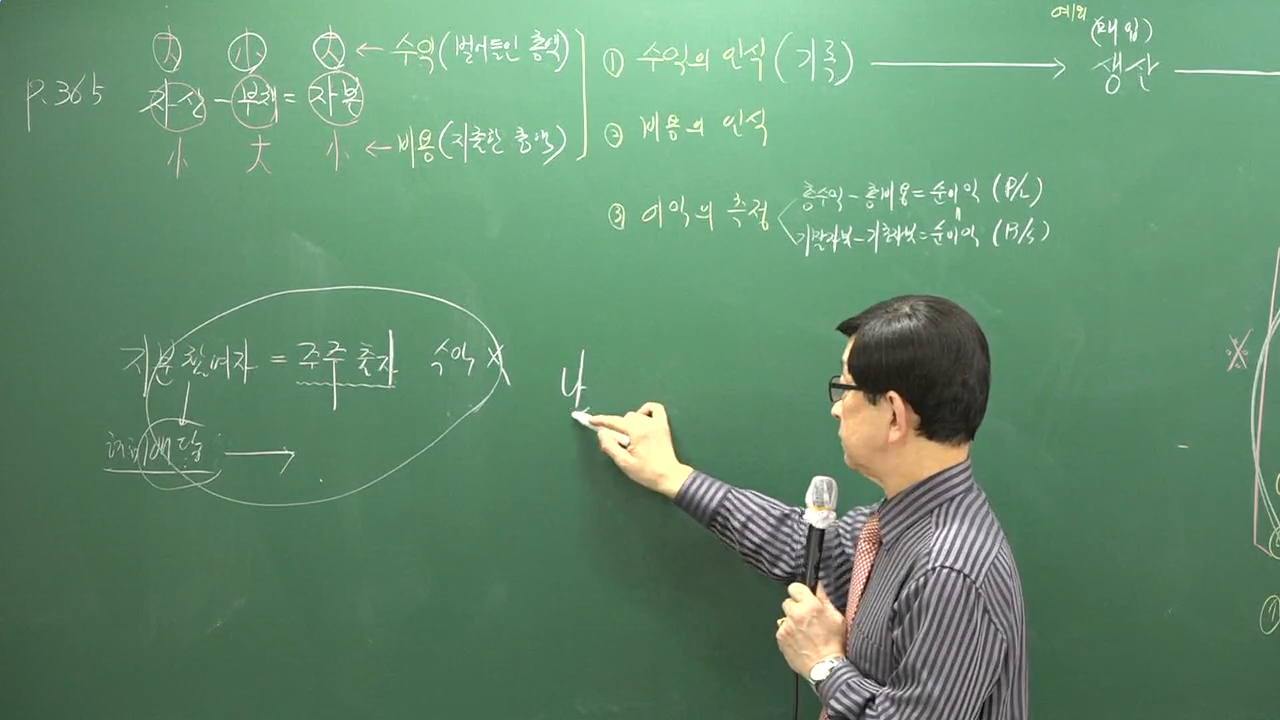 大 小 大 ← 수익(벌어들인 총액)
P.365 자산 - 부채 = 자본
小 大 小 ← 비용(지출한 총액)
① 수익의 인식(기록)
예외
(매입)
생산
② 비용의 인식
③ 이익의 측정
총수익 - 총비용 = 순이익 (P/L)
기말자본 - 기초자본 = 순이익 (B/S)
지분참여자 = 주주 출자 수익 X
배당
나
X